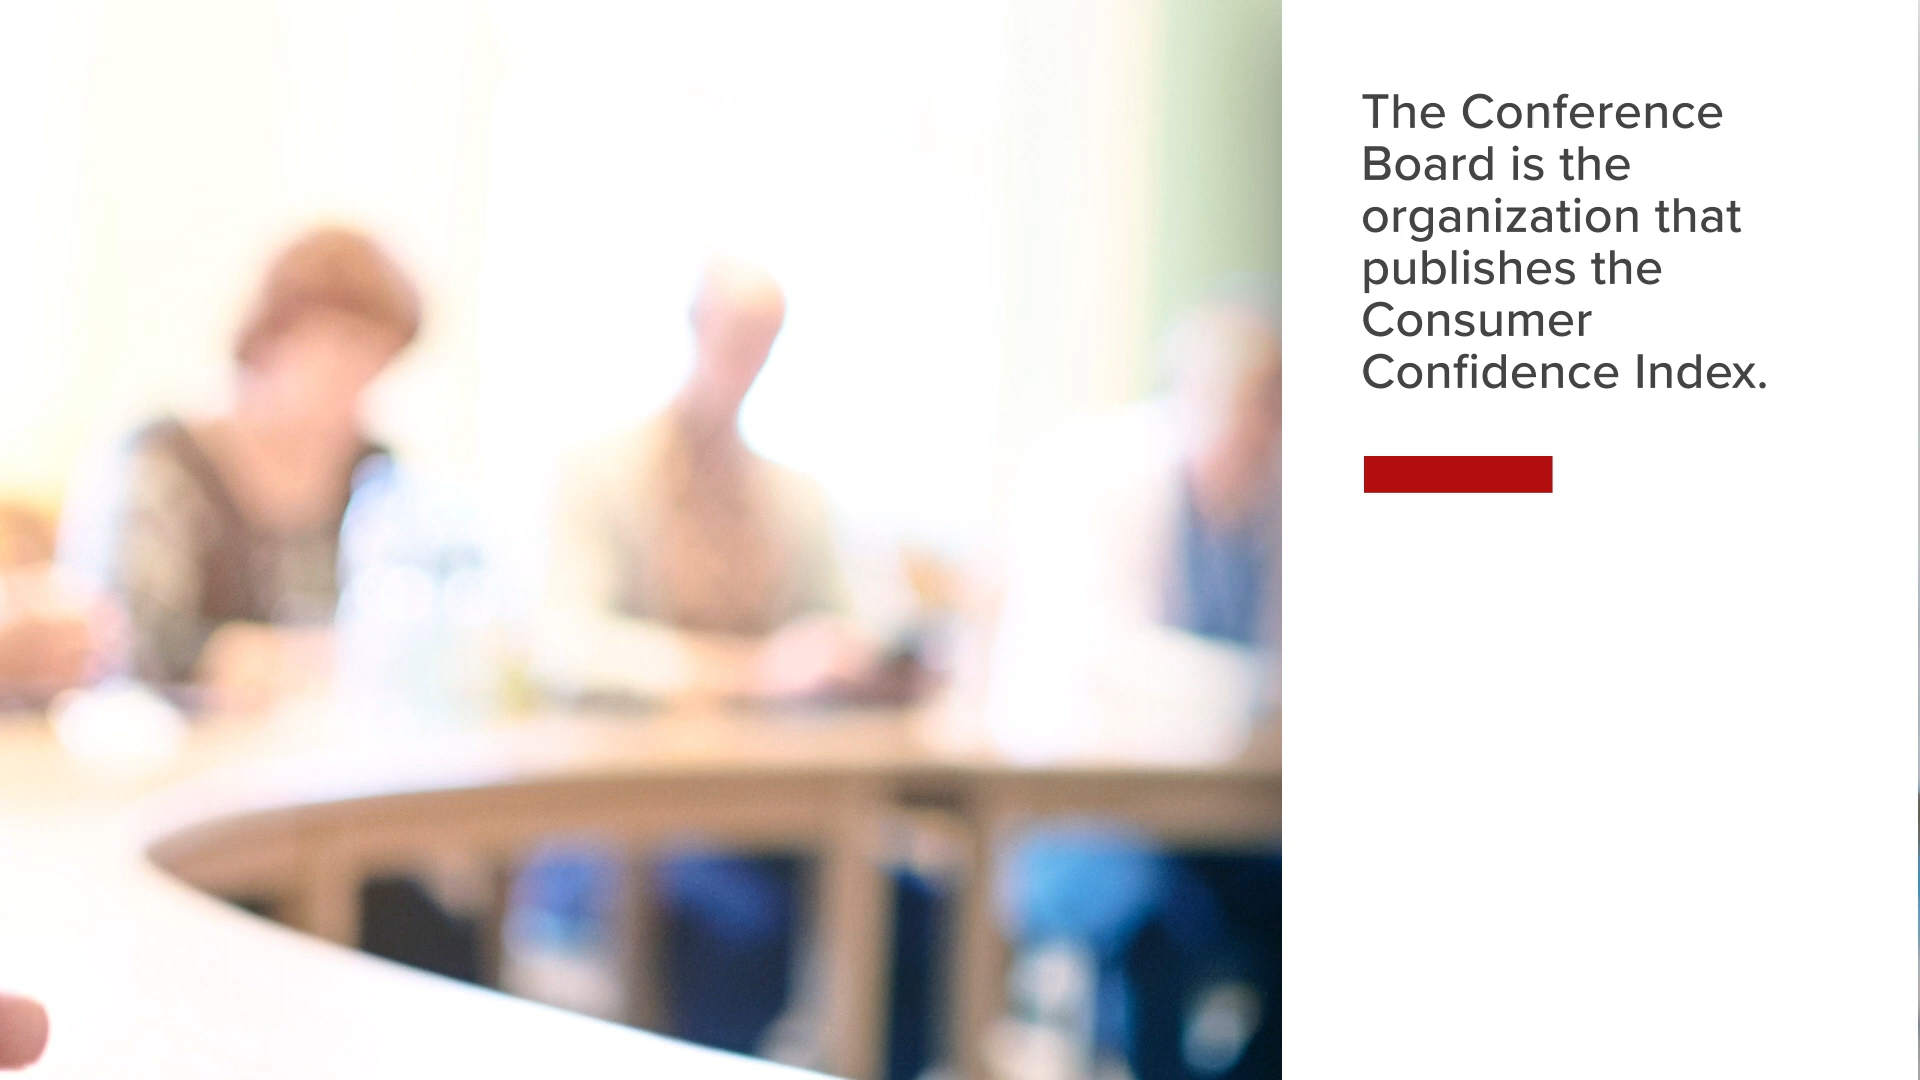 The Conference
Board is the
organization that
publishes the
Consumer
Confidence Index.